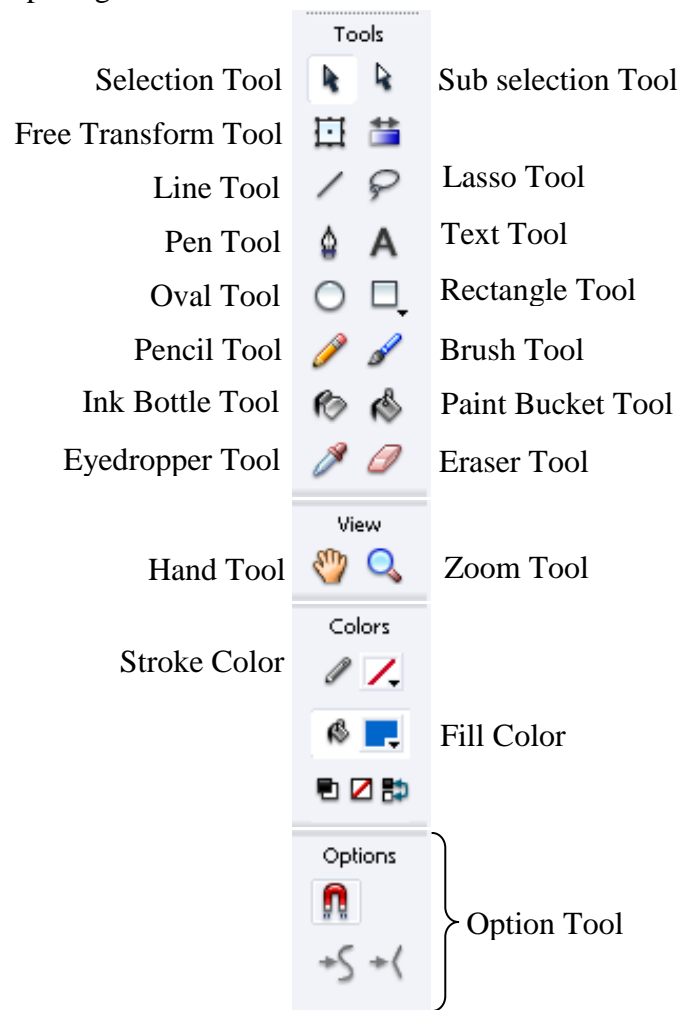 Tools
Selection Tool Sub selection Tool
Free Transform Tool
Line Tool Lasso Tool
Pen Tool Text Tool
Oval Tool Rectangle Tool
Pencil Tool Brush Tool
Ink Bottle Tool Paint Bucket Tool
Eyedropper Tool Eraser Tool
View
Hand Tool Zoom Tool
Colors
Stroke Color
Fill Color
Options
Option Tool